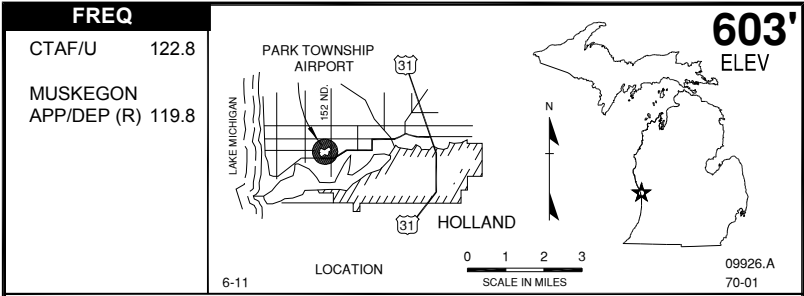 FREQ
CTAF/U 122.8
MUSKEGON
APP/DEP (R) 119.8
PARK TOWNSHIP
AIRPORT
31
152 ND.
LAKE MICHIGAN
31
HOLLAND
LOCATION
6-11
N
0 1 2 3
SCALE IN MILES
603'
ELEV
09926.A
70-01